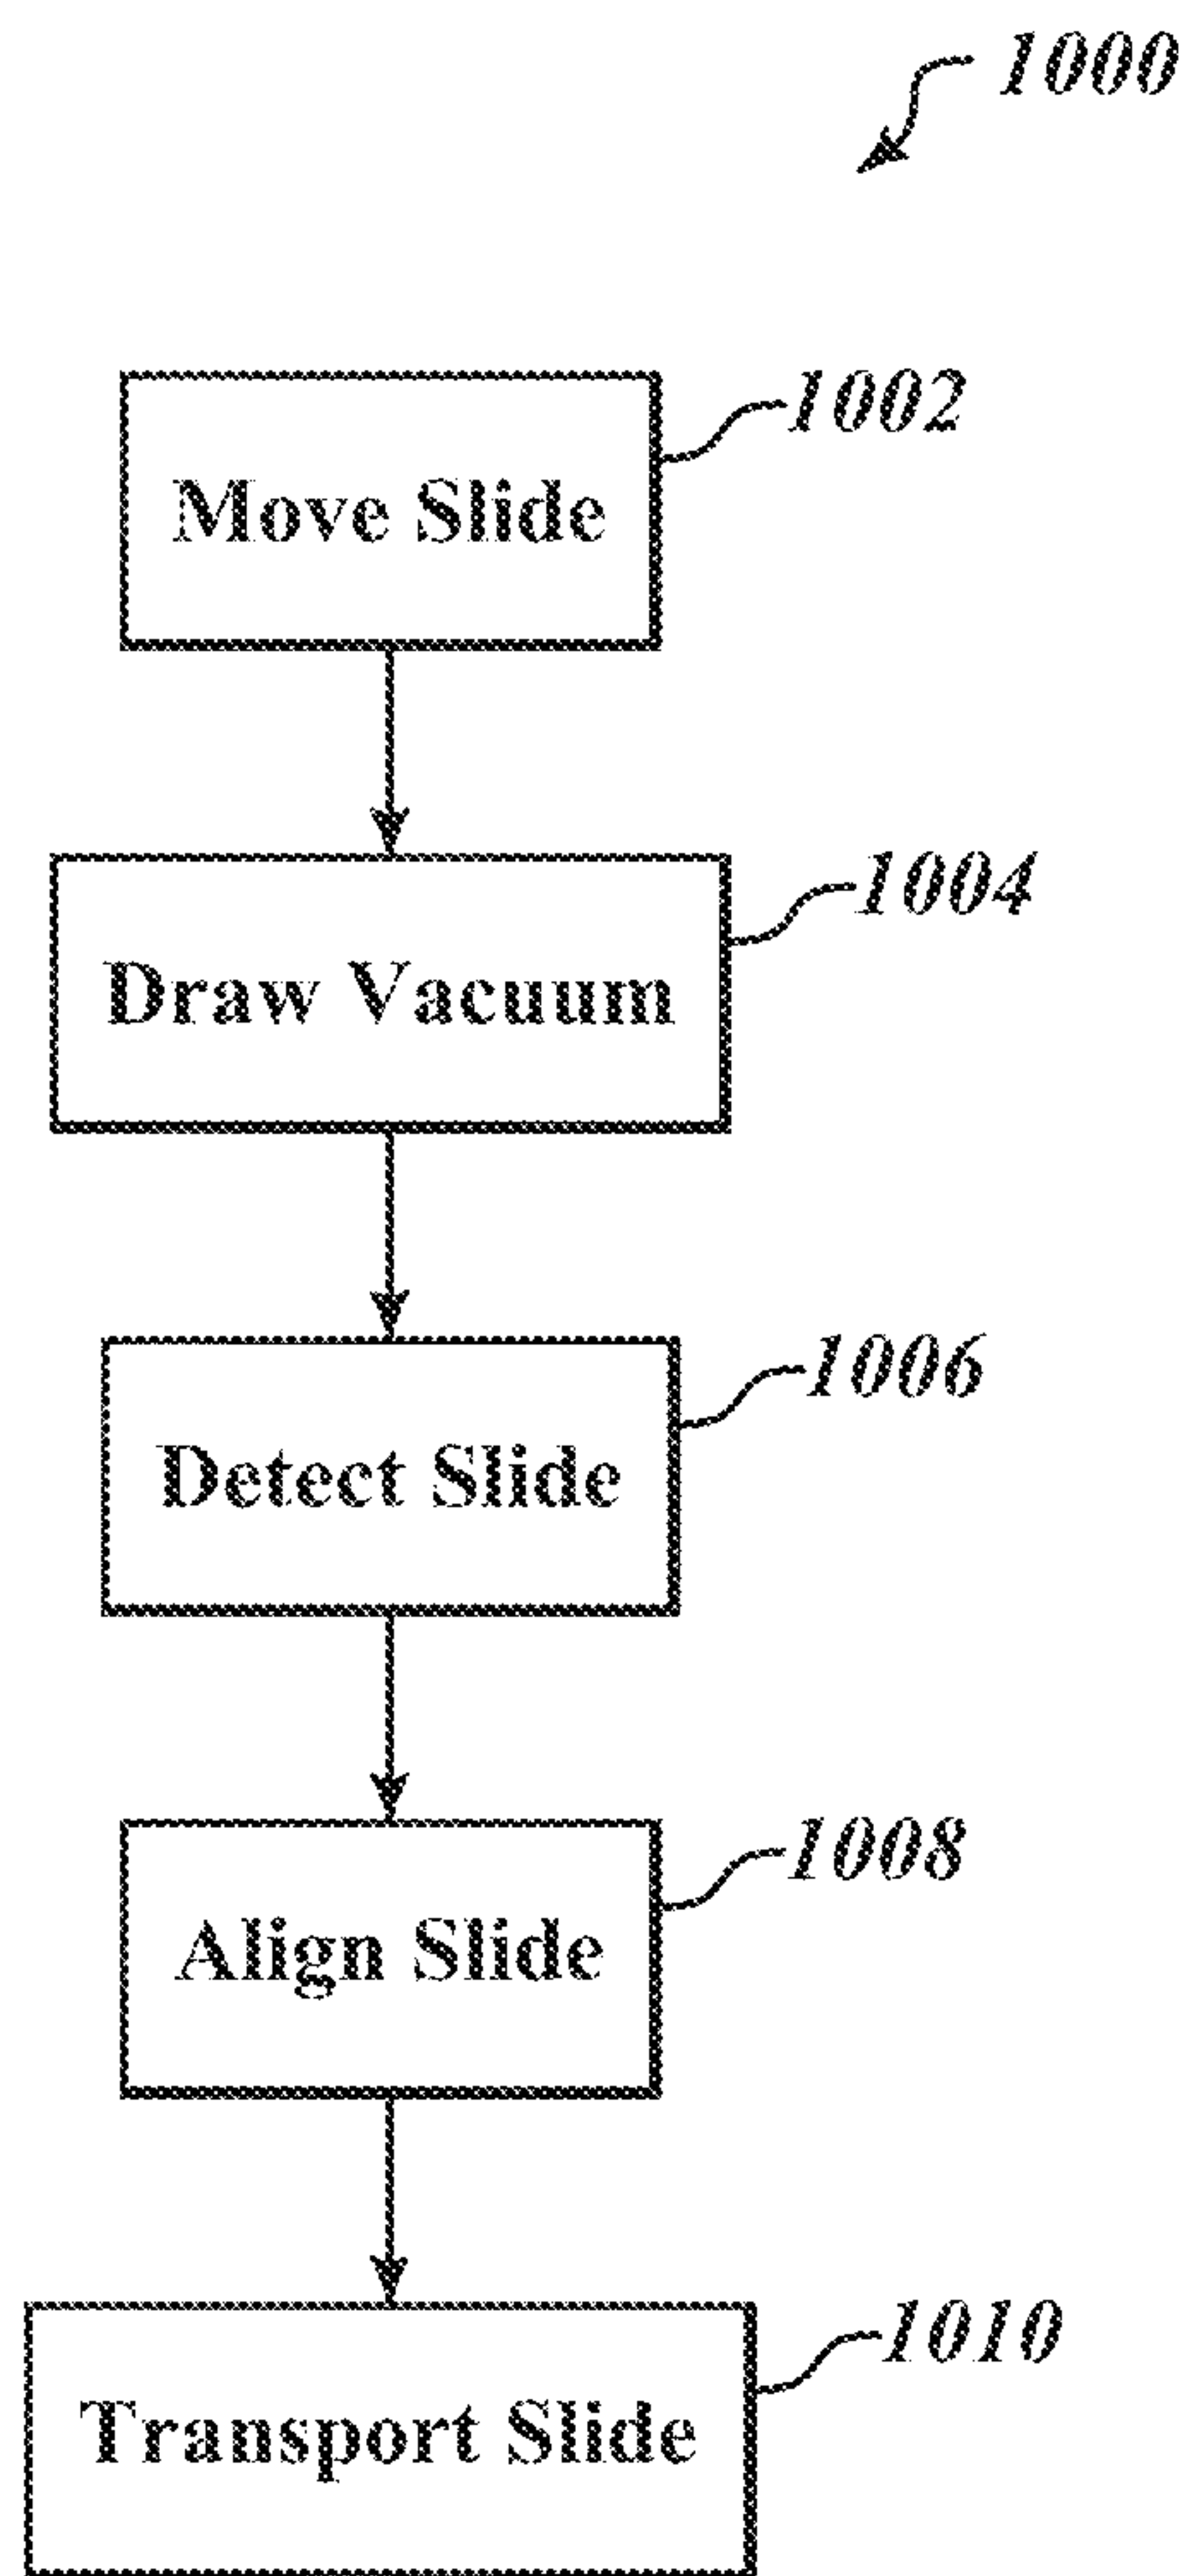 1000
Move Slide
1002
Draw Vacuum
1004
Detect Slide
1006
Align Slide
1008
Transport Slide
1010